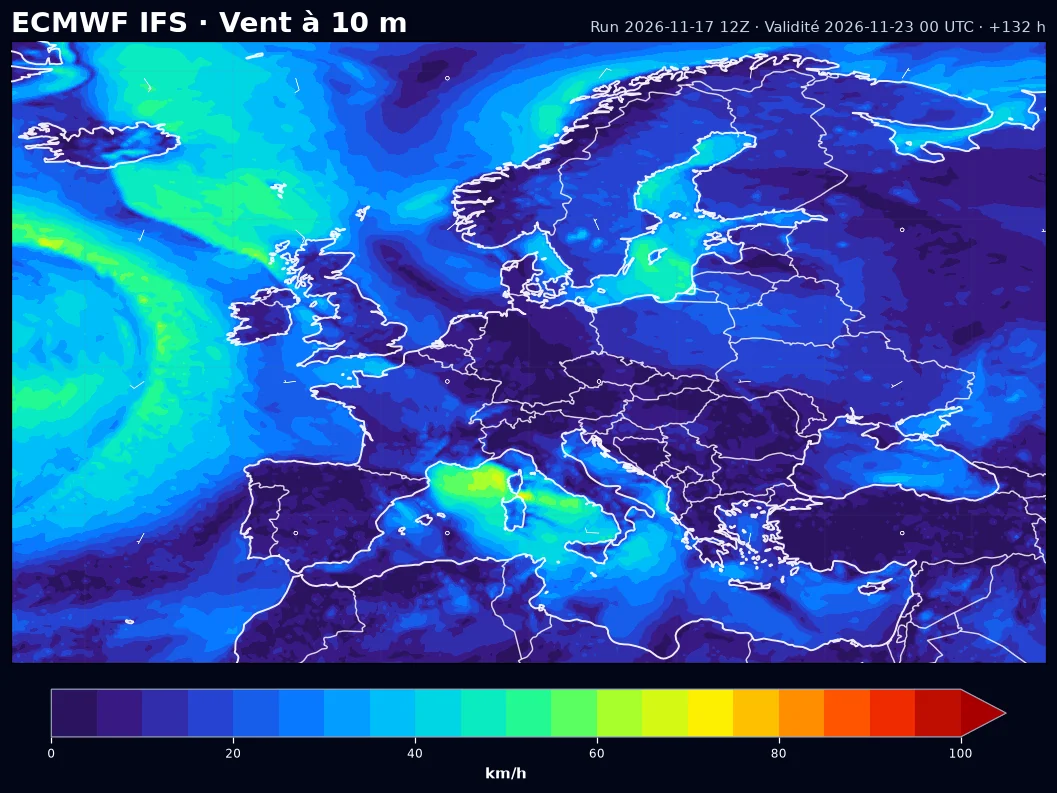 ECMWF IFS · Vent à 10 m
Run 2026-11-17 12Z · Validité 2026-11-23 00 UTC · +132 h
0 20 40 60 80 100
km/h